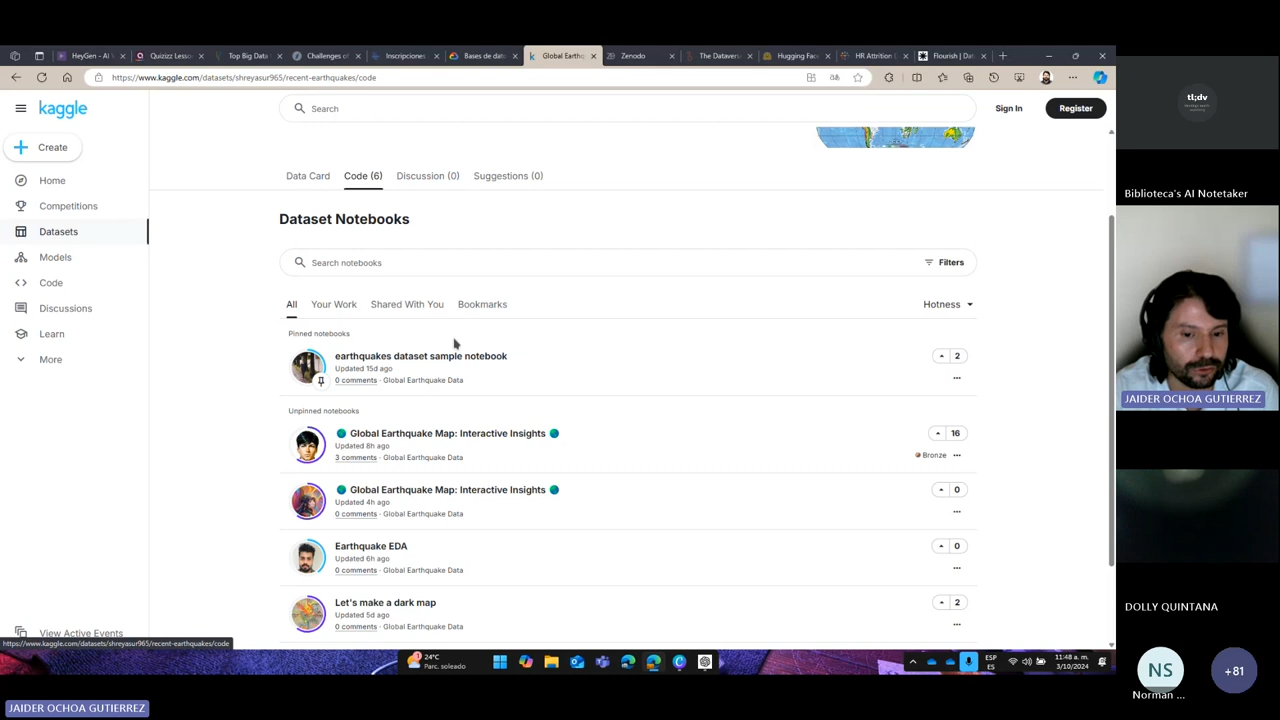 HeyGen - AI V
Quizizz Lesso
Top Big Data
Challenges of
Inscripciones
Bases de dato
Global Earthq
Zenodo
The Dataverse
Hugging Face
HR Attrition D
Flourish | Dat
https://www.kaggle.com/datasets/shreyasur965/recent-earthquakes/code
kaggle
Search
Sign In
Register
Create
Home
Competitions
Datasets
Models
Code
Discussions
Learn
More
View Active Events
Data Card
Code (6)
Discussion (0)
Suggestions (0)
Dataset Notebooks
Search notebooks
Filters
All
Your Work
Shared With You
Bookmarks
Hotness
Pinned notebooks
earthquakes dataset sample notebook
2
Updated 15d ago
0 comments · Global Earthquake Data
Unpinned notebooks
Global Earthquake Map: Interactive Insights
16
Updated 8h ago
3 comments · Global Earthquake Data
Bronze
Global Earthquake Map: Interactive Insights
0
Updated 4h ago
0 comments · Global Earthquake Data
Earthquake EDA
0
Updated 6h ago
0 comments · Global Earthquake Data
Let's make a dark map
2
Updated 5d ago
0 comments · Global Earthquake Data
https://www.kaggle.com/datasets/shreyasur965/recent-earthquakes/code
1
24°C
Parc. soleado
ESP
ES
11:48 a. m.
3/10/2024
JAIDER OCHOA GUTIERREZ
tl;dv
Biblioteca's AI Notetaker
JAIDER OCHOA GUTIERREZ
DOLLY QUINTANA
NS
+81
Norman ...